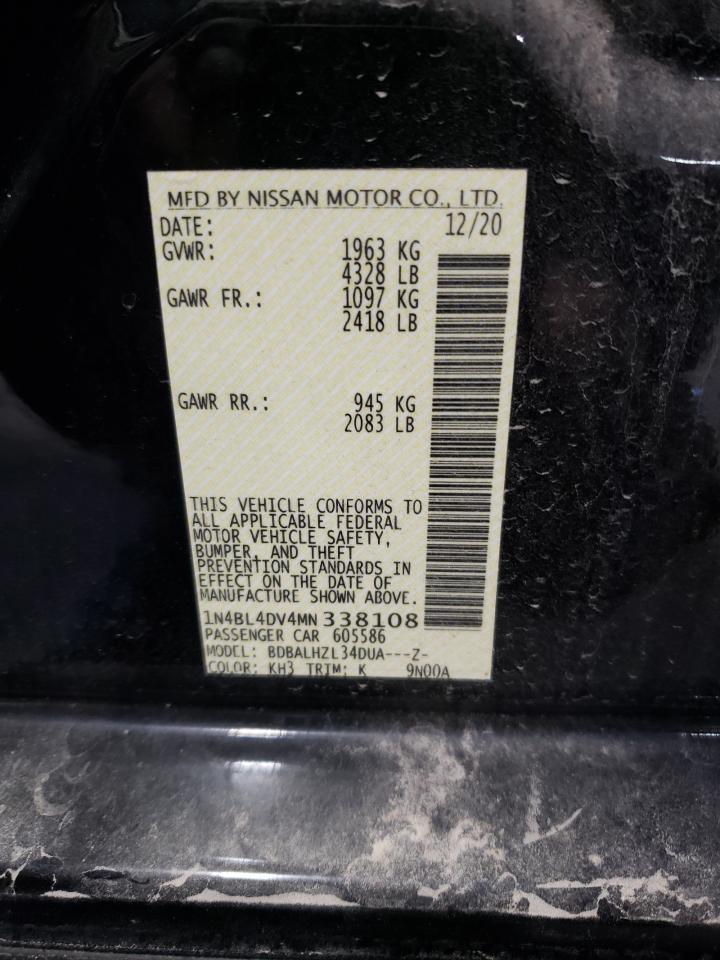 MFD BY NISSAN MOTOR CO., LTD.
DATE: 12/20
GVWR: 1963 KG
4328 LB
GAWR FR.: 1097 KG
2418 LB
GAWR RR.: 945 KG
2083 LB
THIS VEHICLE CONFORMS TO
ALL APPLICABLE FEDERAL
MOTOR VEHICLE SAFETY,
BUMPER, AND THEFT
PREVENTION STANDARDS IN
EFFECT ON THE DATE OF
MANUFACTURE SHOWN ABOVE.
1N4BL4DV4MN 338108
PASSENGER CAR 605586
MODEL: BDBALHZL34DUA---Z-
COLOR: KH3 TRIM: K 9N00A